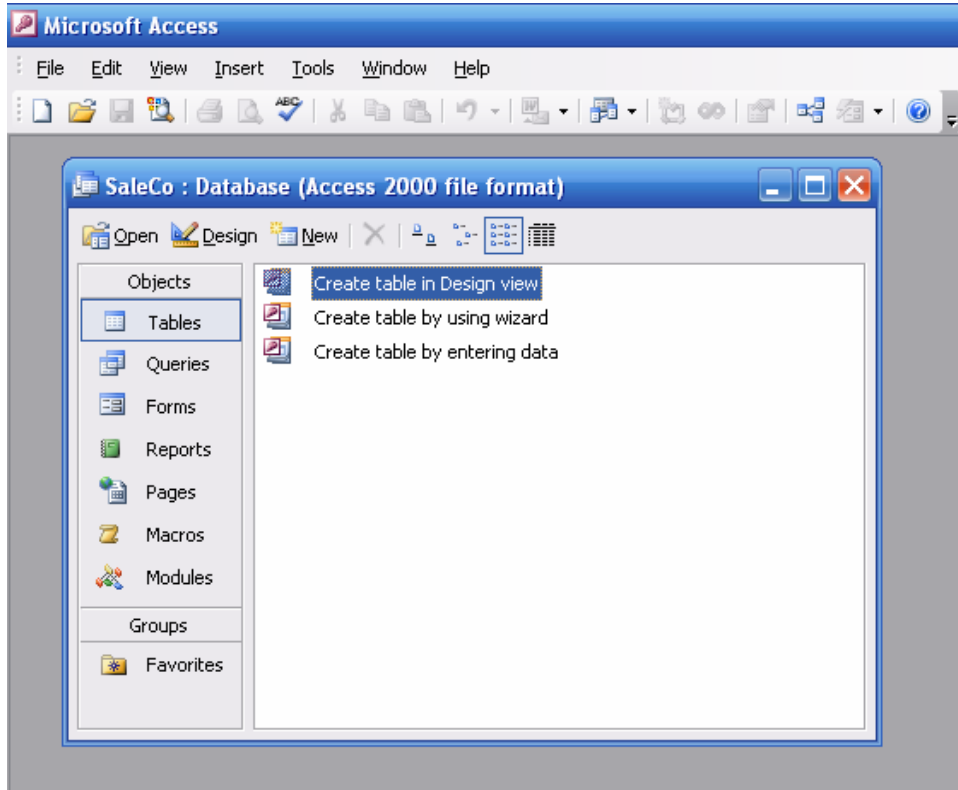 Microsoft Access
File Edit View Insert Tools Window Help
ABC
W
SaleCo : Database (Access 2000 file format)
Open Design New
Objects
Tables
Queries
Forms
Reports
Pages
Macros
Modules
Groups
Favorites
Create table in Design view
Create table by using wizard
Create table by entering data